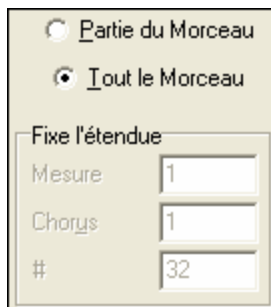 Partie du Morceau
Tout le Morceau
Fixe l'étendue
Mesure 1
Chorus 1
# 32